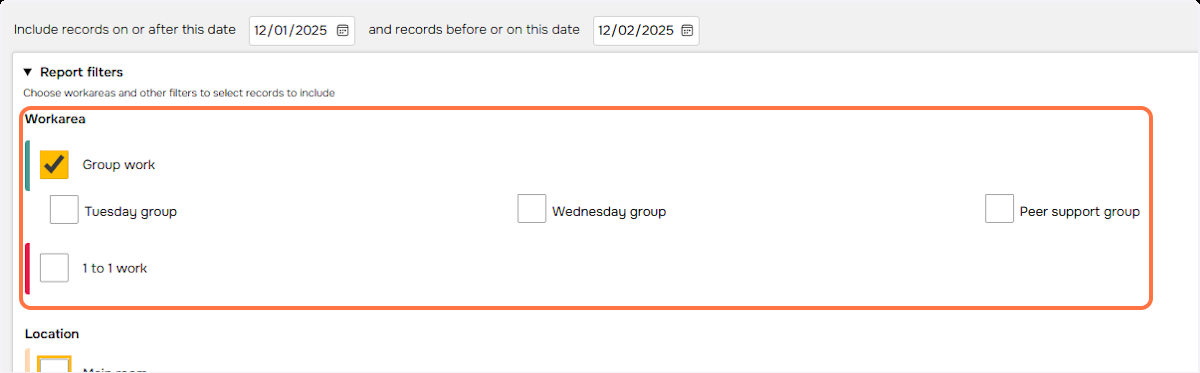 Include records on or after this date 12/01/2025 and records before or on this date 12/02/2025
▼ Report filters
Choose workareas and other filters to select records to include
Workarea
Group work
Tuesday group Wednesday group Peer support group
1 to 1 work
Location
Main room